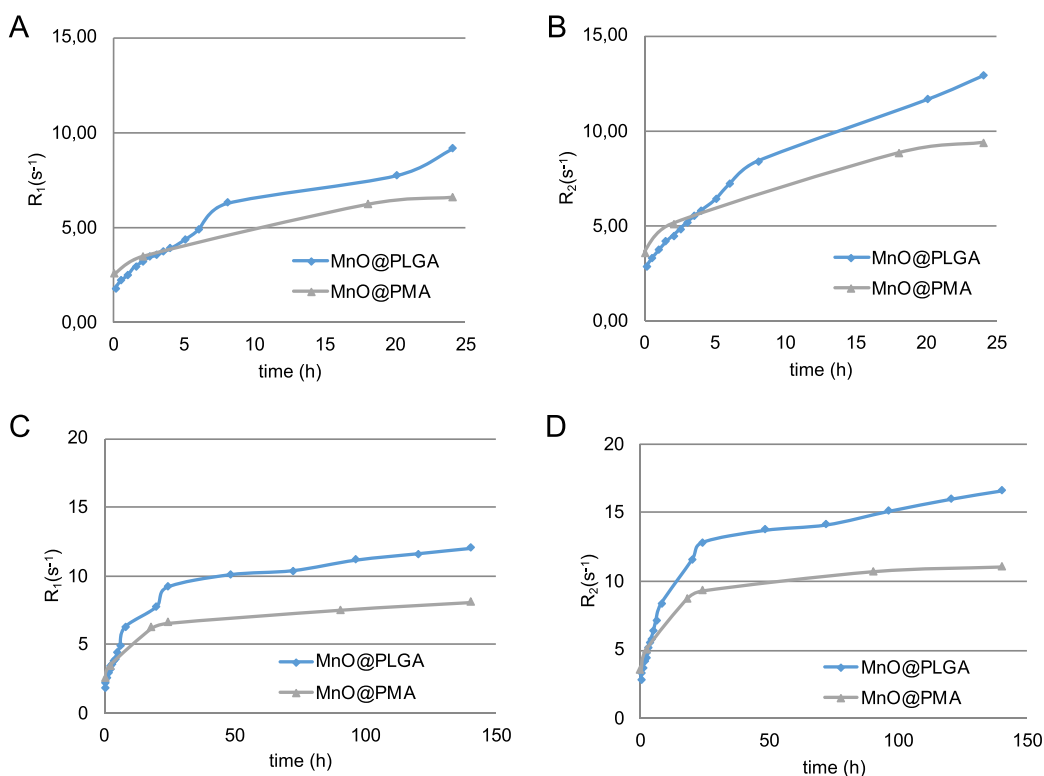 A
15,00
10,00
5,00
0,00
R₁(s⁻¹)
0 5 10 15 20 25
time (h)
MnO@PLGA
MnO@PMA
B
15,00
10,00
5,00
0,00
R₂(s⁻¹)
0 5 10 15 20 25
time (h)
MnO@PLGA
MnO@PMA
C
20
15
10
5
0
R₁(s⁻¹)
0 50 100 150
time (h)
MnO@PLGA
MnO@PMA
D
20
15
10
5
0
R₂(s⁻¹)
0 50 100 150
time (h)
MnO@PLGA
MnO@PMA